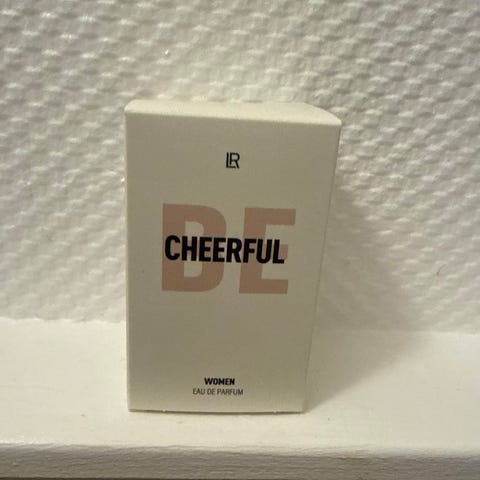 LR
BE
CHEERFUL
WOMEN
EAU DE PARFUM